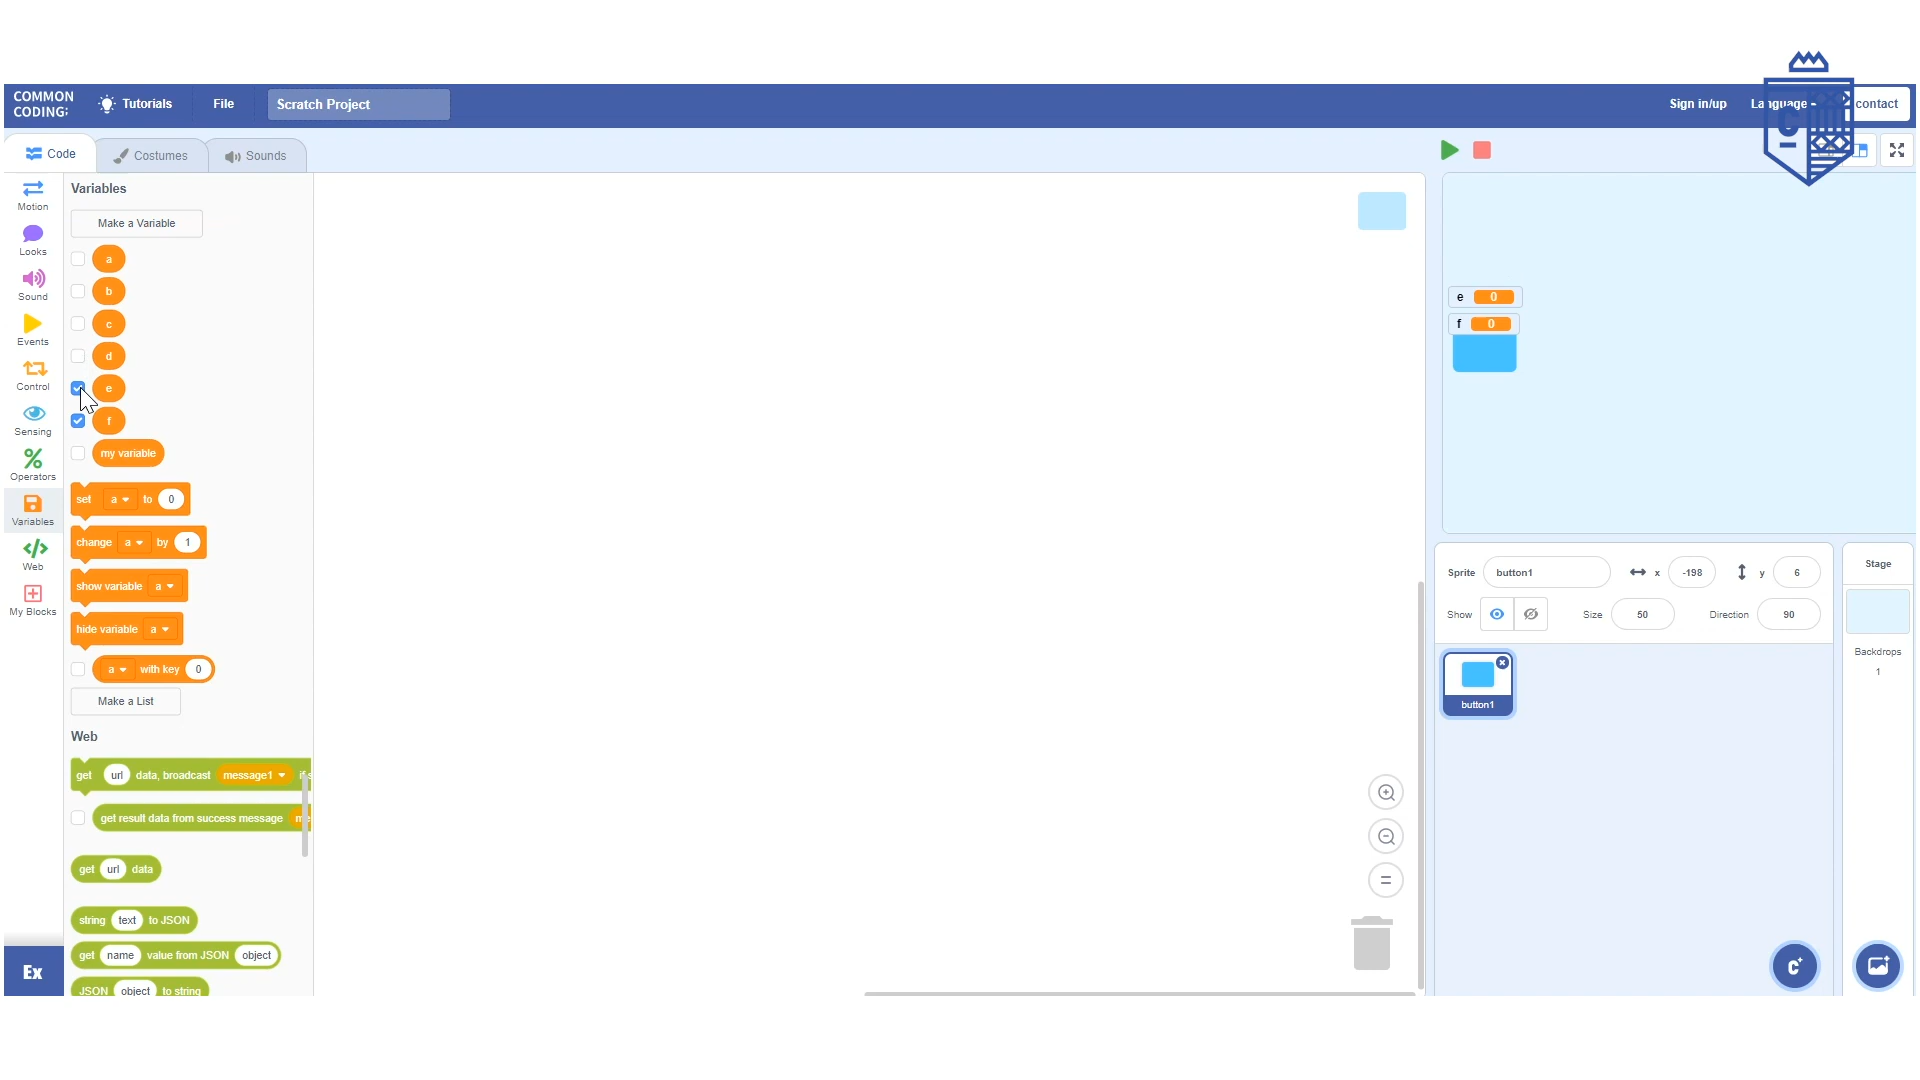 COMMON
CODING;
Tutorials
File
Scratch Project
Sign in/up
Language
contact
Code
Costumes
Sounds
Motion
Looks
Sound
Events
Control
Sensing
Operators
Variables
Web
My Blocks
Ex
Variables
Make a Variable
a
b
c
d
e
f
my variable
set a to 0
change a by 1
show variable a
hide variable a
a with key 0
Make a List
Web
get url data, broadcast message1
get result data from success message
get url data
string text to JSON
get name value from JSON object
JSON object to string
e 0
f 0
Sprite button1 x -198 y 6
Show Size 50 Direction 90
button1
Stage
Backdrops
1